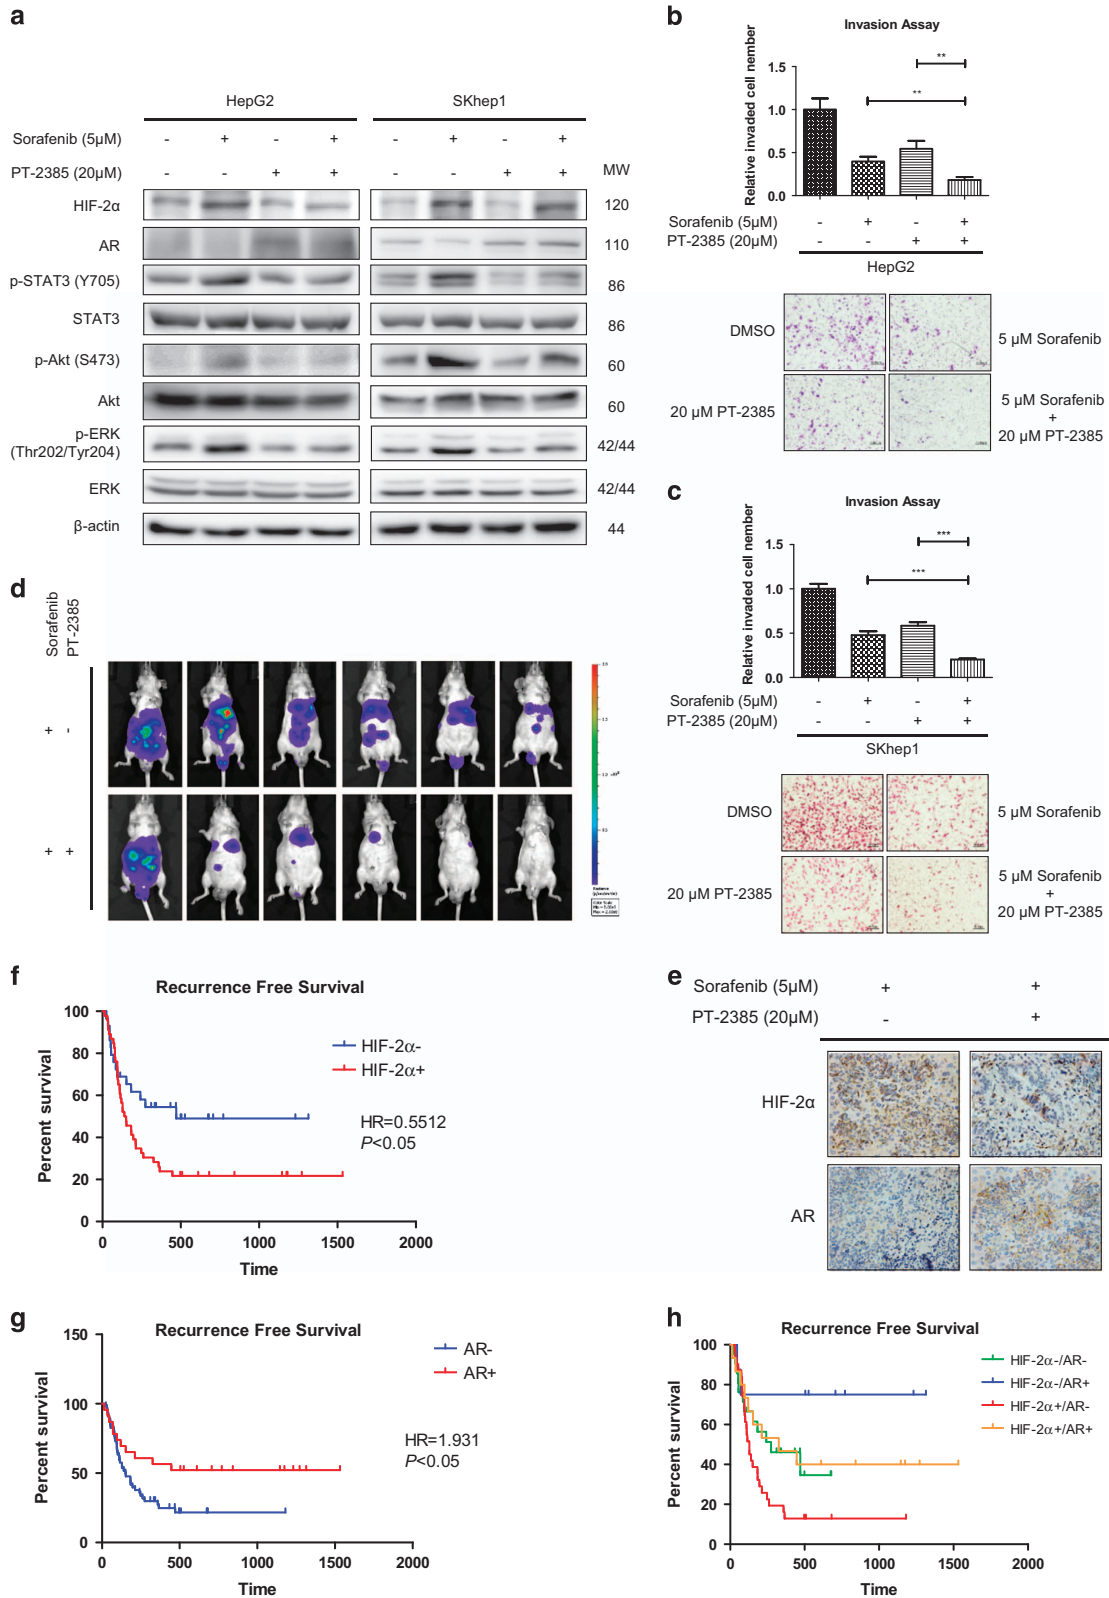 a
HepG2 SKhep1
Sorafenib (5µM) - + - + - + - +
PT-2385 (20µM) - - + + - - + + MW
HIF-2α 120
AR 110
p-STAT3 (Y705) 86
STAT3 86
p-Akt (S473) 60
Akt 60
p-ERK
(Thr202/Tyr204) 42/44
ERK 42/44
β-actin 44
b
Invasion Assay
Relative invaded cell nember
1.5
1.0
0.5
0.0
**
**
Sorafenib (5µM) - + - +
PT-2385 (20µM) - - + +
HepG2
DMSO 5 µM Sorafenib
20 µM PT-2385 5 µM Sorafenib
+
20 µM PT-2385
c
Invasion Assay
Relative invaded cell nember
1.5
1.0
0.5
0.0
***
***
Sorafenib (5µM) - + - +
PT-2385 (20µM) - - + +
SKhep1
DMSO 5 µM Sorafenib
20 µM PT-2385 5 µM Sorafenib
+
20 µM PT-2385
d
Sorafenib
PT-2385
+ -
+ +
e
Sorafenib (5µM) + +
PT-2385 (20µM) - +
HIF-2α
AR
f
Recurrence Free Survival
Percent survival
100
80
60
40
20
0
0 500 1000 1500 2000
Time
HIF-2α-
HIF-2α+
HR=0.5512
P<0.05
g
Recurrence Free Survival
Percent survival
150
100
50
0
0 500 1000 1500 2000
Time
AR-
AR+
HR=1.931
P<0.05
h
Recurrence Free Survival
Percent survival
100
80
60
40
20
0
0 500 1000 1500 2000
Time
HIF-2α-/AR-
HIF-2α-/AR+
HIF-2α+/AR-
HIF-2α+/AR+